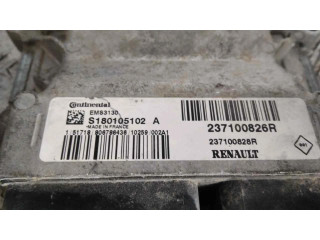 Continental
EMS3130
S180105102 A
MADE IN FRANCE
237100826R
237100826R
RENAULT